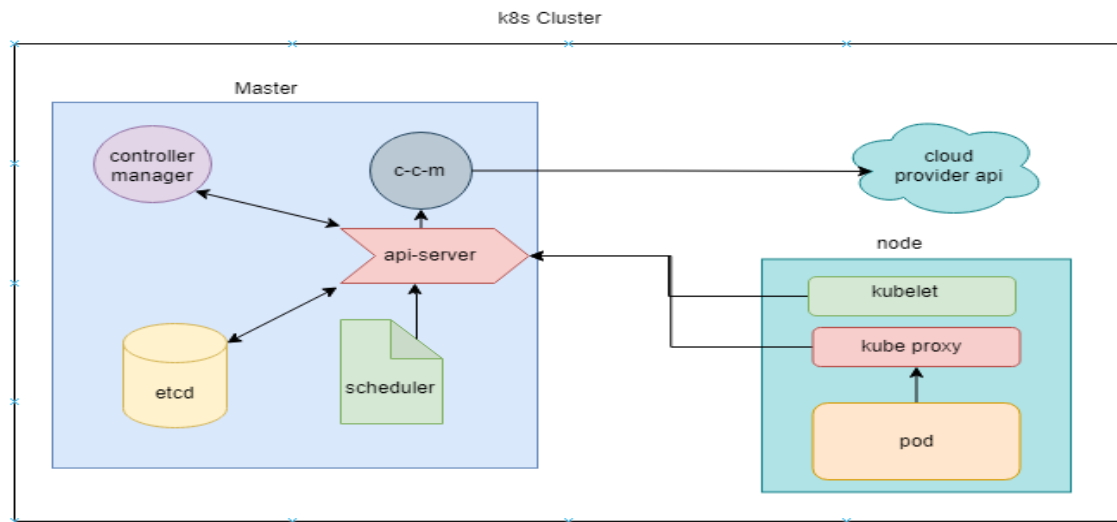 k8s Cluster
Master
controller
manager
c-c-m
cloud
provider api
api-server
node
kubelet
kube proxy
etcd
scheduler
pod